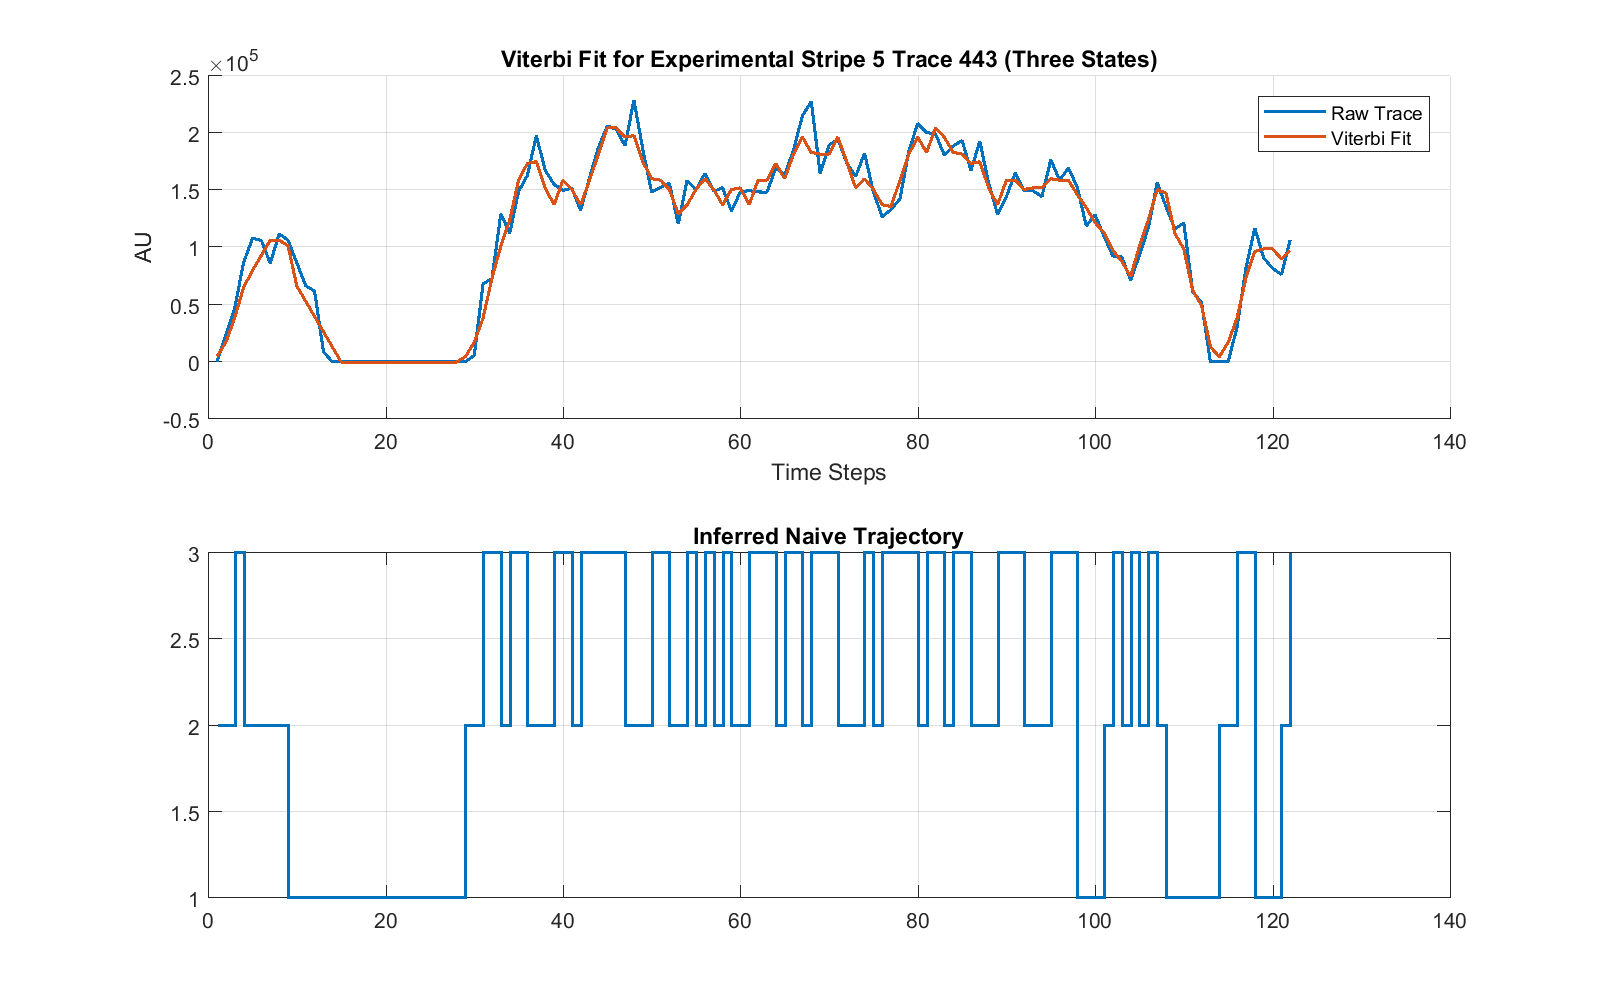 Viterbi Fit for Experimental Stripe 5 Trace 443 (Three States)
×10^5
2.5
2
1.5
1
0.5
0
-0.5
AU
Raw Trace
Viterbi Fit
0 20 40 60 80 100 120 140
Time Steps
Inferred Naive Trajectory
3
2.5
2
1.5
1
0 20 40 60 80 100 120 140